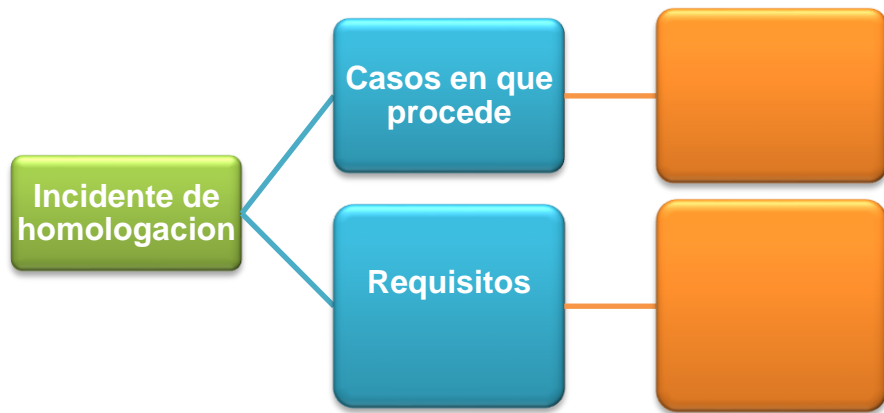 Incidente de
homologacion
Casos en que
procede
Requisitos